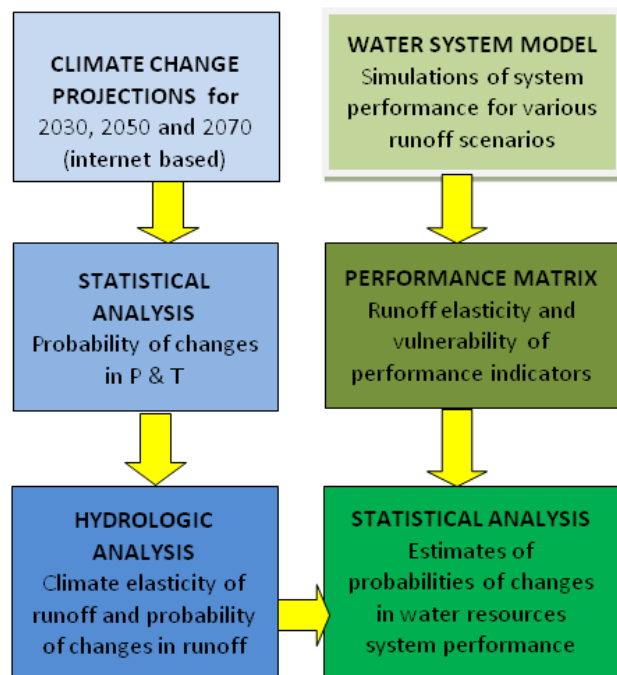 CLIMATE CHANGE
PROJECTIONS for
2030, 2050 and 2070
(internet based)
STATISTICAL
ANALYSIS
Probability of changes
in P & T
HYDROLOGIC
ANALYSIS
Climate elasticity of
runoff and probability
of changes in runoff
WATER SYSTEM MODEL
Simulations of system
performance for various
runoff scenarios
PERFORMANCE MATRIX
Runoff elasticity and
vulnerability of
performance indicators
STATISTICAL ANALYSIS
Estimates of
probabilities of changes
in water resources
system performance